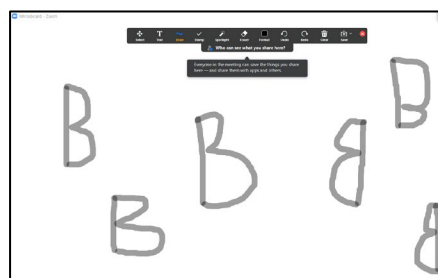 Whiteboard - Zoom
Select Text Draw Stamp Spotlight Eraser Format Undo Redo Clear Save
Who can see what you share here?
Everyone in the meeting can save the things you share
here — and share them with apps and others.
B
B
B
B